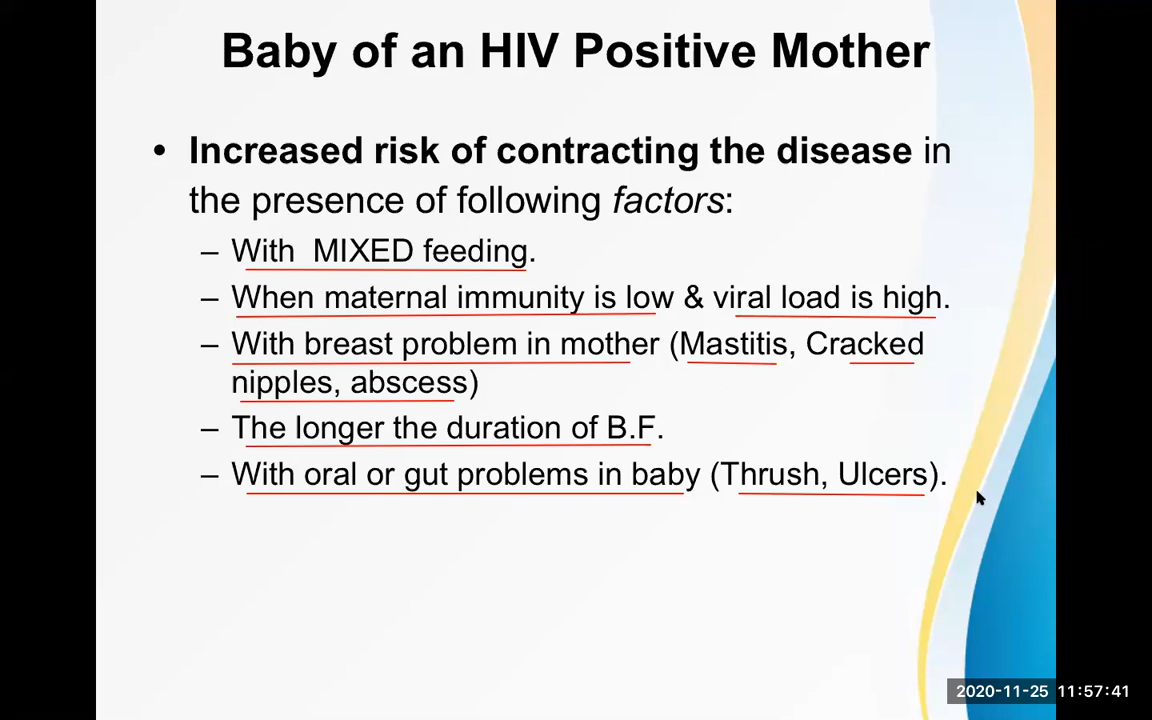 Baby of an HIV Positive Mother
• Increased risk of contracting the disease in
the presence of following factors:
– With  MIXED feeding.
– When maternal immunity is low & viral load is high.
– With breast problem in mother (Mastitis, Cracked
nipples, abscess)
– The longer the duration of B.F.
– With oral or gut problems in baby (Thrush, Ulcers).
2020-11-25 11:57:41